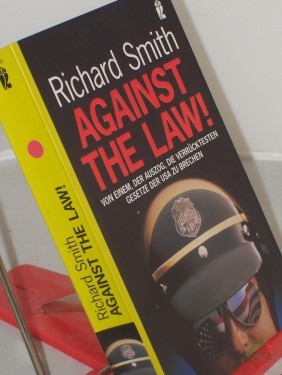 Richard Smith
AGAINST
THE LAW!
VON EINEM, DER AUSZOG, DIE VERRÜCKTESTEN
GESETZE DER USA ZU BRECHEN
Richard Smith
AGAINST THE LAW!